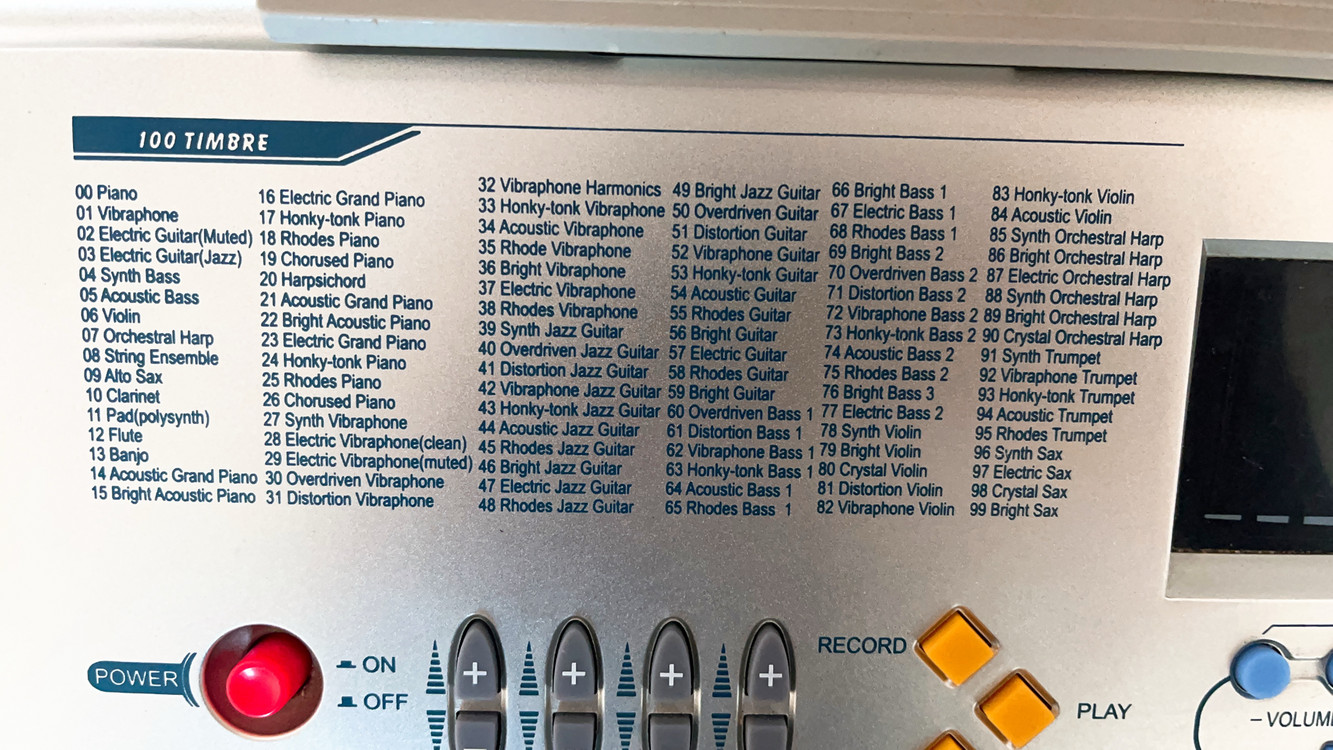 100 TIMBRE
00 Piano
01 Vibraphone
02 Electric Guitar(Muted)
03 Electric Guitar(Jazz)
04 Synth Bass
05 Acoustic Bass
06 Violin
07 Orchestral Harp
08 String Ensemble
09 Alto Sax
10 Clarinet
11 Pad(polysynth)
12 Flute
13 Banjo
14 Acoustic Grand Piano
15 Bright Acoustic Piano
16 Electric Grand Piano
17 Honky-tonk Piano
18 Rhodes Piano
19 Chorused Piano
20 Harpsichord
21 Acoustic Grand Piano
22 Bright Acoustic Piano
23 Electric Grand Piano
24 Honky-tonk Piano
25 Rhodes Piano
26 Chorused Piano
27 Synth Vibraphone
28 Electric Vibraphone(clean)
29 Electric Vibraphone(muted)
30 Overdriven Vibraphone
31 Distortion Vibraphone
32 Vibraphone Harmonics
33 Honky-tonk Vibraphone
34 Acoustic Vibraphone
35 Rhode Vibraphone
36 Bright Vibraphone
37 Electric Vibraphone
38 Rhodes Vibraphone
39 Synth Jazz Guitar
40 Overdriven Jazz Guitar
41 Distortion Jazz Guitar
42 Vibraphone Jazz Guitar
43 Honky-tonk Jazz Guitar
44 Acoustic Jazz Guitar
45 Rhodes Jazz Guitar
46 Bright Jazz Guitar
47 Electric Jazz Guitar
48 Rhodes Jazz Guitar
49 Bright Jazz Guitar
50 Overdriven Guitar
51 Distortion Guitar
52 Vibraphone Guitar
53 Honky-tonk Guitar
54 Acoustic Guitar
55 Rhodes Guitar
56 Bright Guitar
57 Electric Guitar
58 Rhodes Guitar
59 Bright Guitar
60 Overdriven Bass 1
61 Distortion Bass 1
62 Vibraphone Bass 1
63 Honky-tonk Bass 1
64 Acoustic Bass 1
65 Rhodes Bass 1
66 Bright Bass 1
67 Electric Bass 1
68 Rhodes Bass 1
69 Bright Bass 2
70 Overdriven Bass 2
71 Distortion Bass 2
72 Vibraphone Bass 2
73 Honky-tonk Bass 2
74 Acoustic Bass 2
75 Rhodes Bass 2
76 Bright Bass 3
77 Electric Bass 2
78 Synth Violin
79 Bright Violin
80 Crystal Violin
81 Distortion Violin
82 Vibraphone Violin
83 Honky-tonk Violin
84 Acoustic Violin
85 Synth Orchestral Harp
86 Bright Orchestral Harp
87 Electric Orchestral Harp
88 Synth Orchestral Harp
89 Bright Orchestral Harp
90 Crystal Orchestral Harp
91 Synth Trumpet
92 Vibraphone Trumpet
93 Honky-tonk Trumpet
94 Acoustic Trumpet
95 Rhodes Trumpet
96 Synth Sax
97 Electric Sax
98 Crystal Sax
99 Bright Sax
POWER
ON
OFF
+ + + +
RECORD
PLAY